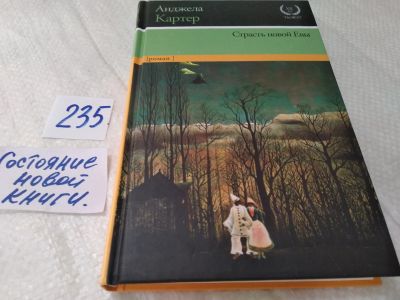 Анджела
Картер
Страсть новой Евы
[роман]
235
Состояние
новой
книги.